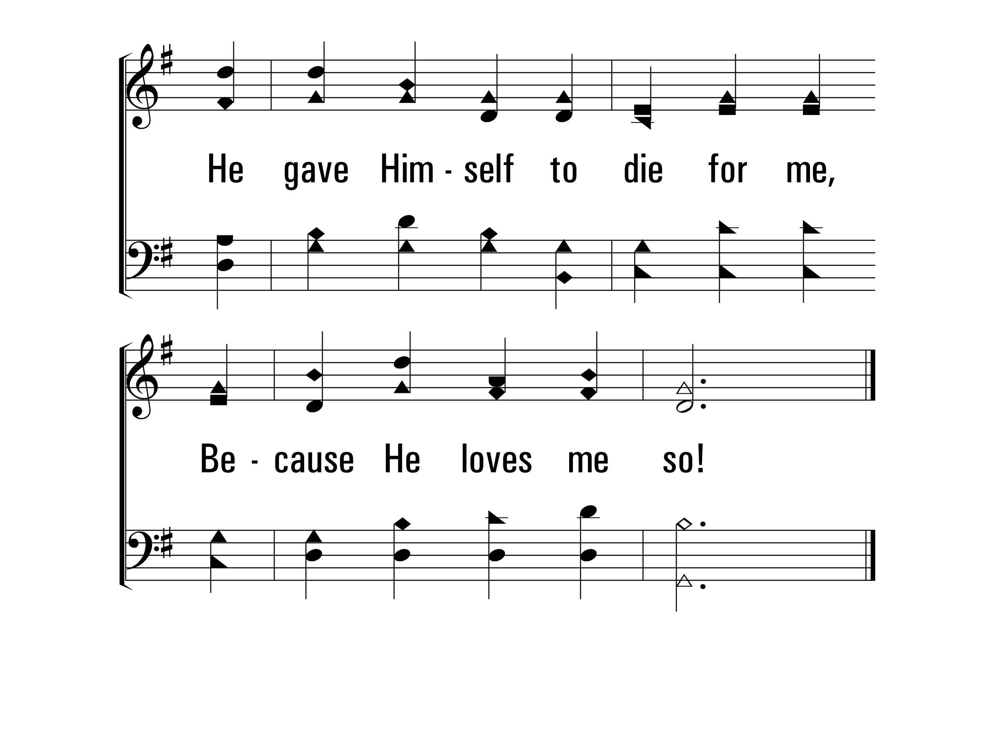 He gave Him - self to die for me,
Be - cause He loves me so!